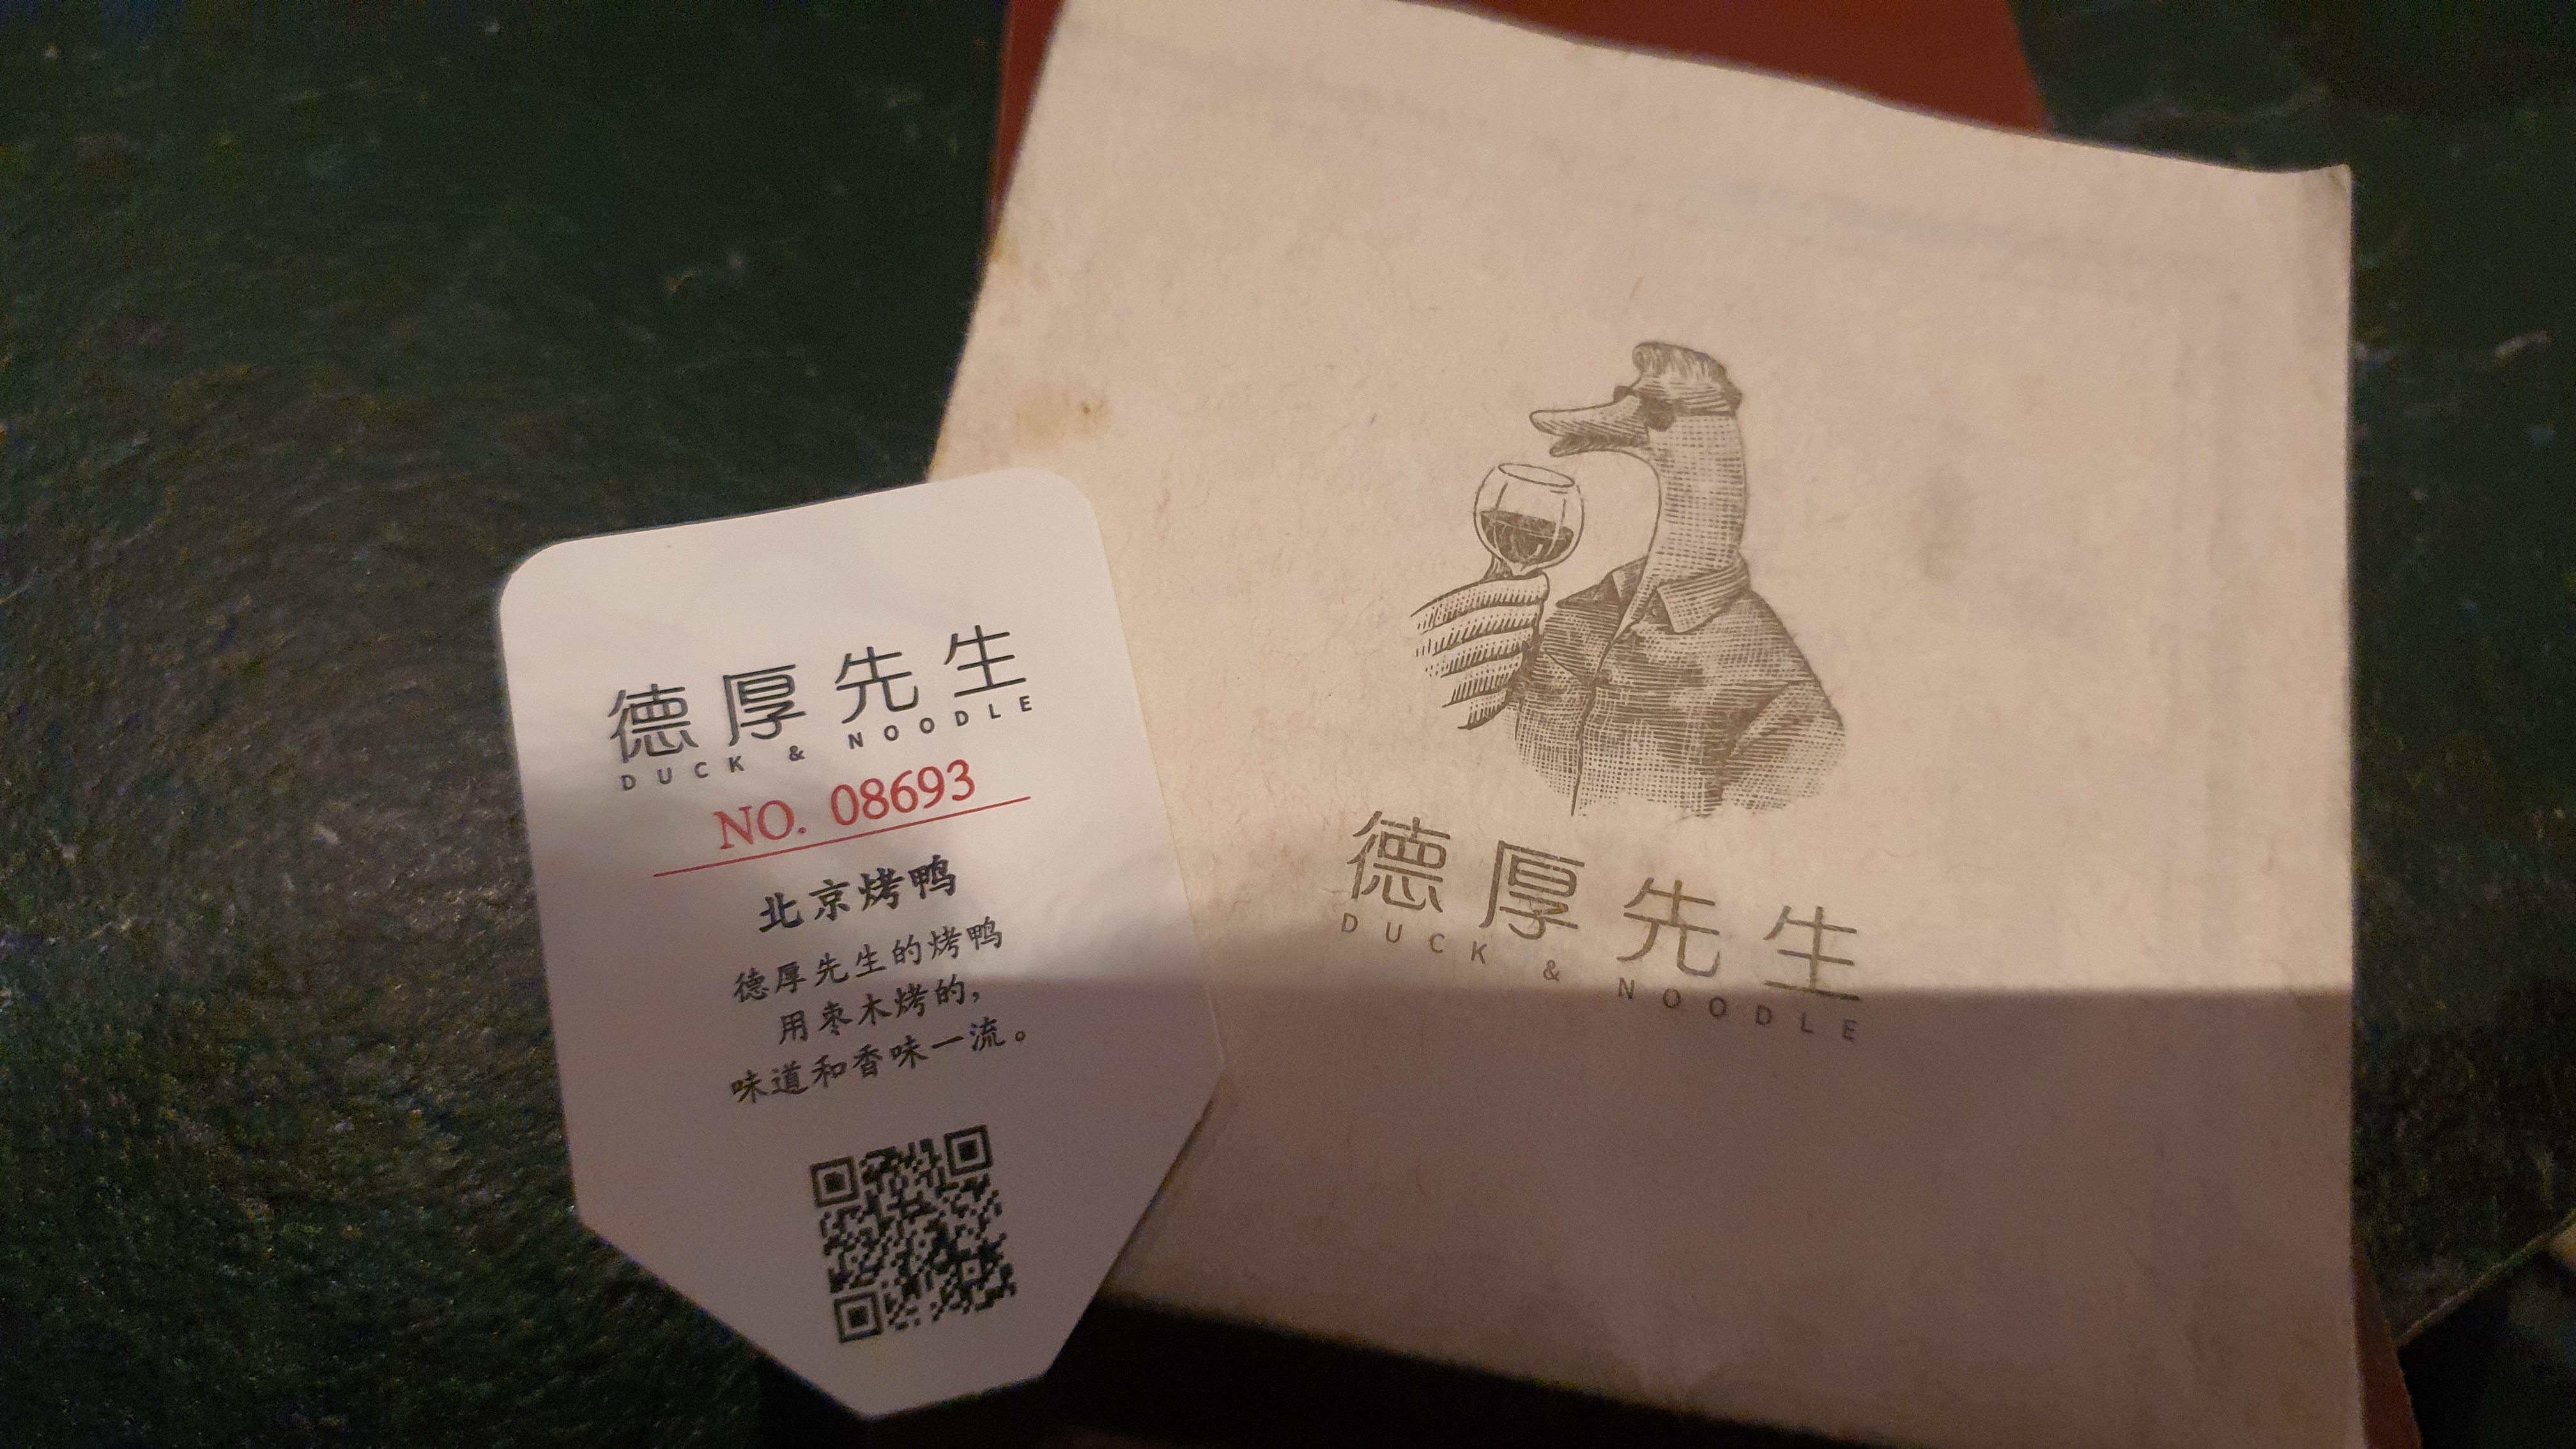 德厚先生
DUCK & NOODLE
NO. 08693
北京烤鸭
德厚先生的烤鸭
用枣木烤的,
味道和香味一流。
德厚先生
DUCK & NOODLE